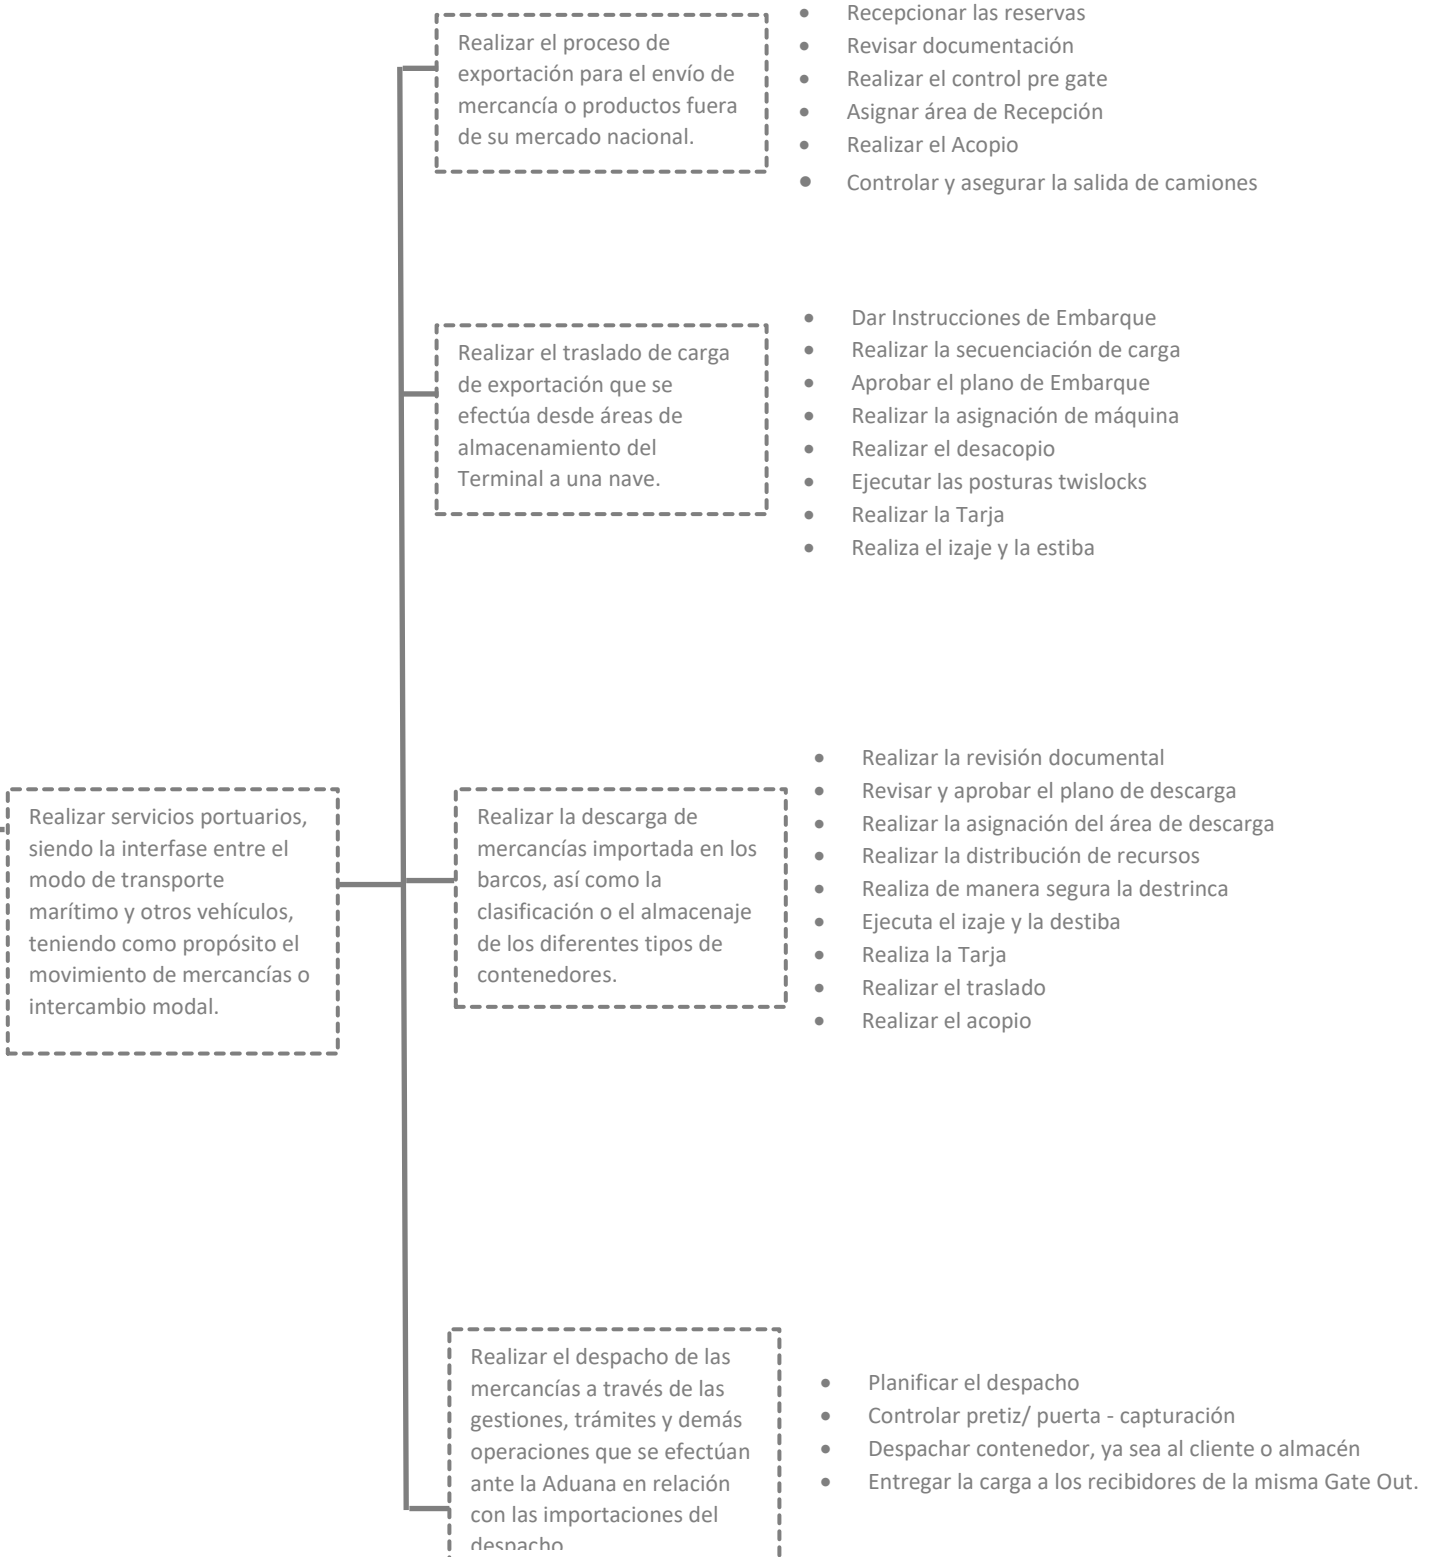 Realizar el proceso de
exportación para el envío de
mercancía o productos fuera
de su mercado nacional.
• Recepcionar las reservas
• Revisar documentación
• Realizar el control pre gate
• Asignar área de Recepción
• Realizar el Acopio
• Controlar y asegurar la salida de camiones
Realizar el traslado de carga
de exportación que se
efectúa desde áreas de
almacenamiento del
Terminal a una nave.
• Dar Instrucciones de Embarque
• Realizar la secuenciación de carga
• Aprobar el plano de Embarque
• Realizar la asignación de máquina
• Realizar el desacopio
• Ejecutar las posturas twislocks
• Realizar la Tarja
• Realiza el izaje y la estiba
Realizar servicios portuarios,
siendo la interfase entre el
modo de transporte
marítimo y otros vehículos,
teniendo como propósito el
movimiento de mercancías o
intercambio modal.
Realizar la descarga de
mercancías importada en los
barcos, así como la
clasificación o el almacenaje
de los diferentes tipos de
contenedores.
• Realizar la revisión documental
• Revisar y aprobar el plano de descarga
• Realizar la asignación del área de descarga
• Realizar la distribución de recursos
• Realiza de manera segura la destrinca
• Ejecuta el izaje y la destiba
• Realiza la Tarja
• Realizar el traslado
• Realizar el acopio
Realizar el despacho de las
mercancías a través de las
gestiones, trámites y demás
operaciones que se efectúan
ante la Aduana en relación
con las importaciones del
despacho
• Planificar el despacho
• Controlar pretiz/ puerta - capturación
• Despachar contenedor, ya sea al cliente o almacén
• Entregar la carga a los recibidores de la misma Gate Out.